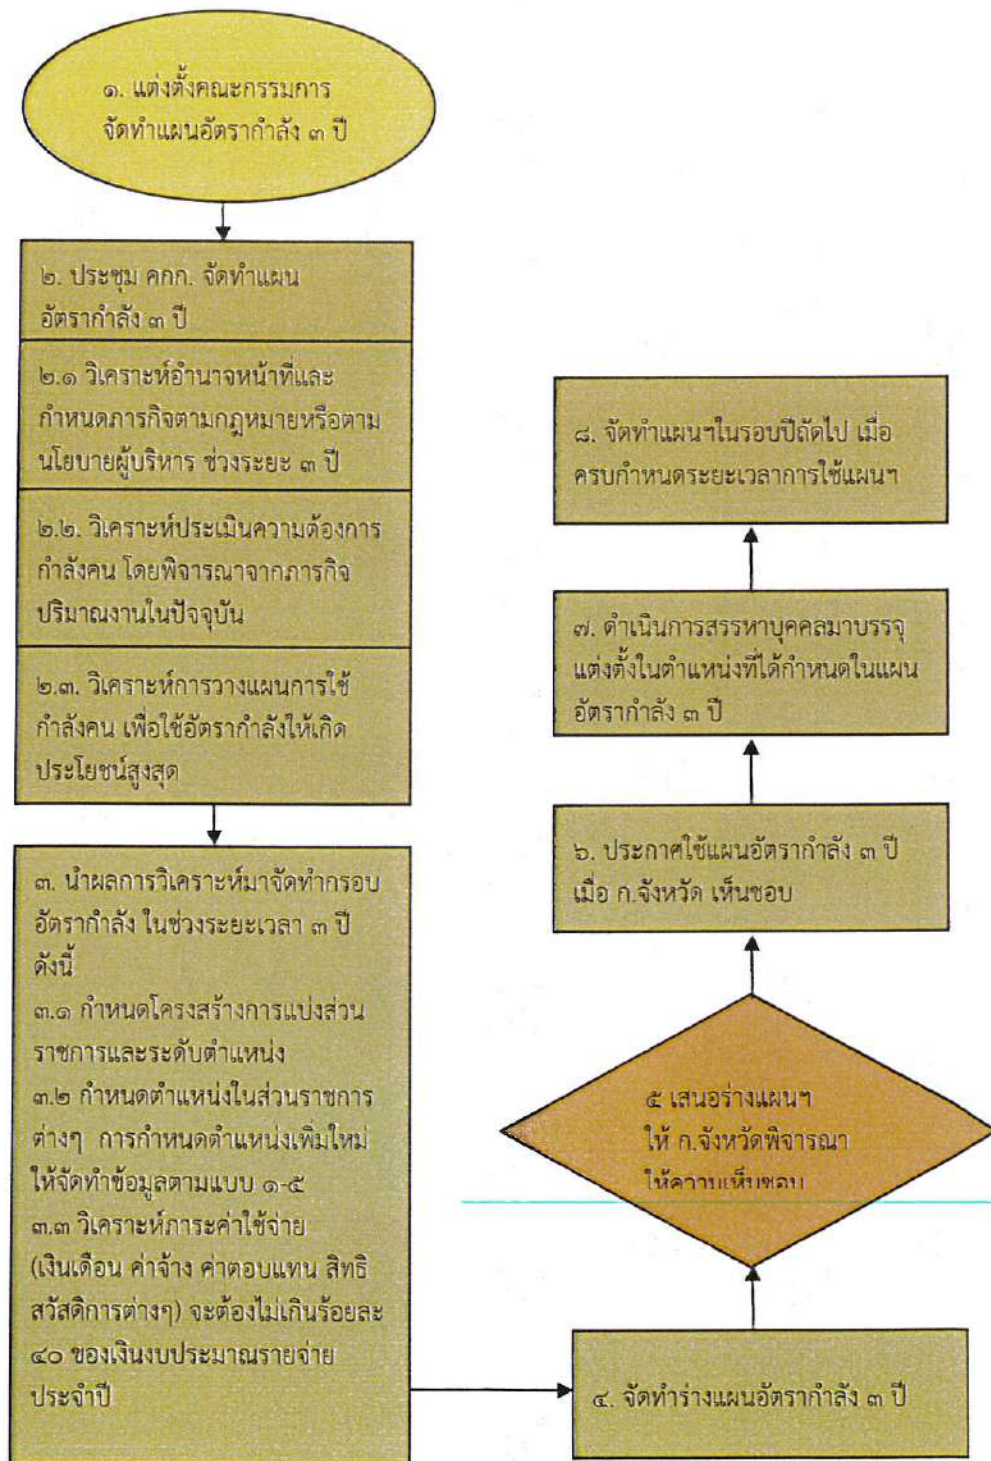 ๑. แต่งตั้งคณะกรรมการ
จัดทำแผนอัตรากำลัง ๓ ปี
๒. ประชุม คกก. จัดทำแผน
อัตรากำลัง ๓ ปี
๒.๑ วิเคราะห์อำนาจหน้าที่และ
กำหนดภารกิจตามกฎหมายหรือตาม
นโยบายผู้บริหาร ช่วงระยะ ๓ ปี
๒.๒. วิเคราะห์ประเมินความต้องการ
กำลังคน โดยพิจารณาจากภารกิจ
ปริมาณงานในปัจจุบัน
๒.๓. วิเคราะห์การวางแผนการใช้
กำลังคน เพื่อใช้อัตรากำลังให้เกิด
ประโยชน์สูงสุด
๓. นำผลการวิเคราะห์มาจัดทำกรอบ
อัตรากำลัง ในช่วงระยะเวลา ๓ ปี
ดังนี้
๓.๑ กำหนดโครงสร้างการแบ่งส่วน
ราชการและระดับตำแหน่ง
๓.๒ กำหนดตำแหน่งในส่วนราชการ
ต่างๆ การกำหนดตำแหน่งเพิ่มใหม่
ให้จัดทำข้อมูลตามแบบ ๑-๕
๓.๓ วิเคราะห์ภาระค่าใช้จ่าย
(เงินเดือน ค่าจ้าง ค่าตอบแทน สิทธิ
สวัสดิการต่างๆ) จะต้องไม่เกินร้อยละ
๔๐ ของเงินงบประมาณรายจ่าย
ประจำปี
๔. จัดทำร่างแผนอัตรากำลัง ๓ ปี
๕ เสนอร่างแผนฯ
ให้ ก.จังหวัดพิจารณา
ให้ความเห็นชอบ
๖. ประกาศใช้แผนอัตรากำลัง ๓ ปี
เมื่อ ก.จังหวัด เห็นชอบ
๗. ดำเนินการสรรหาบุคคลมาบรรจุ
แต่งตั้งในตำแหน่งที่ได้กำหนดในแผน
อัตรากำลัง ๓ ปี
๘. จัดทำแผนฯในรอบปีถัดไป เมื่อ
ครบกำหนดระยะเวลาการใช้แผนฯ